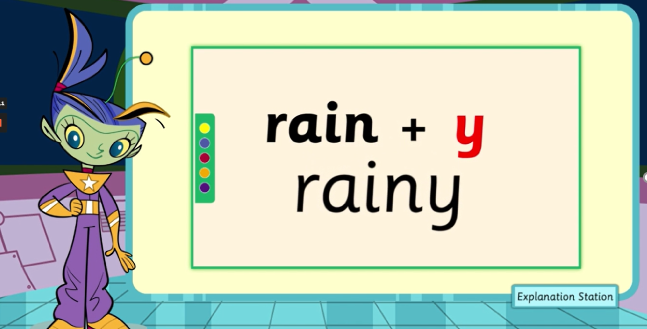 rain + y
rainy
Explanation Station